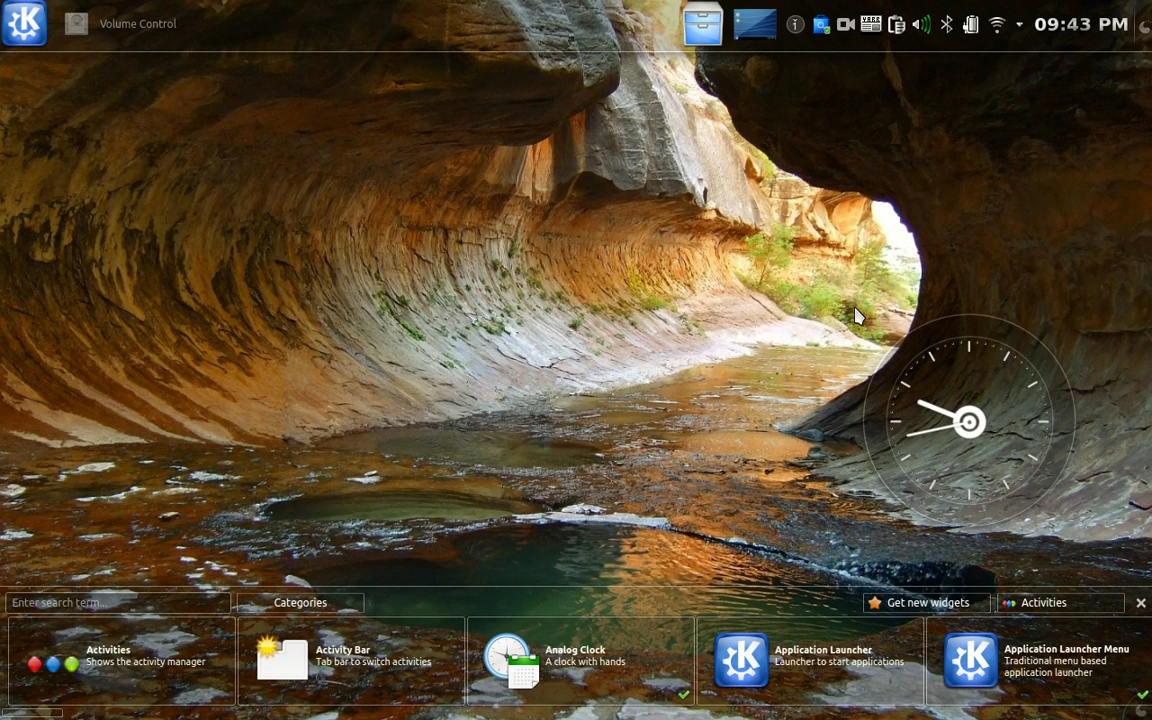 Volume Control
09:43 PM
Enter search term...
Categories
Get new widgets
Activities
Activities
Shows the activity manager
Activity Bar
Tab bar to switch activities
Analog Clock
A clock with hands
Application Launcher
Launcher to start applications
Application Launcher Menu
Traditional menu based
application launcher